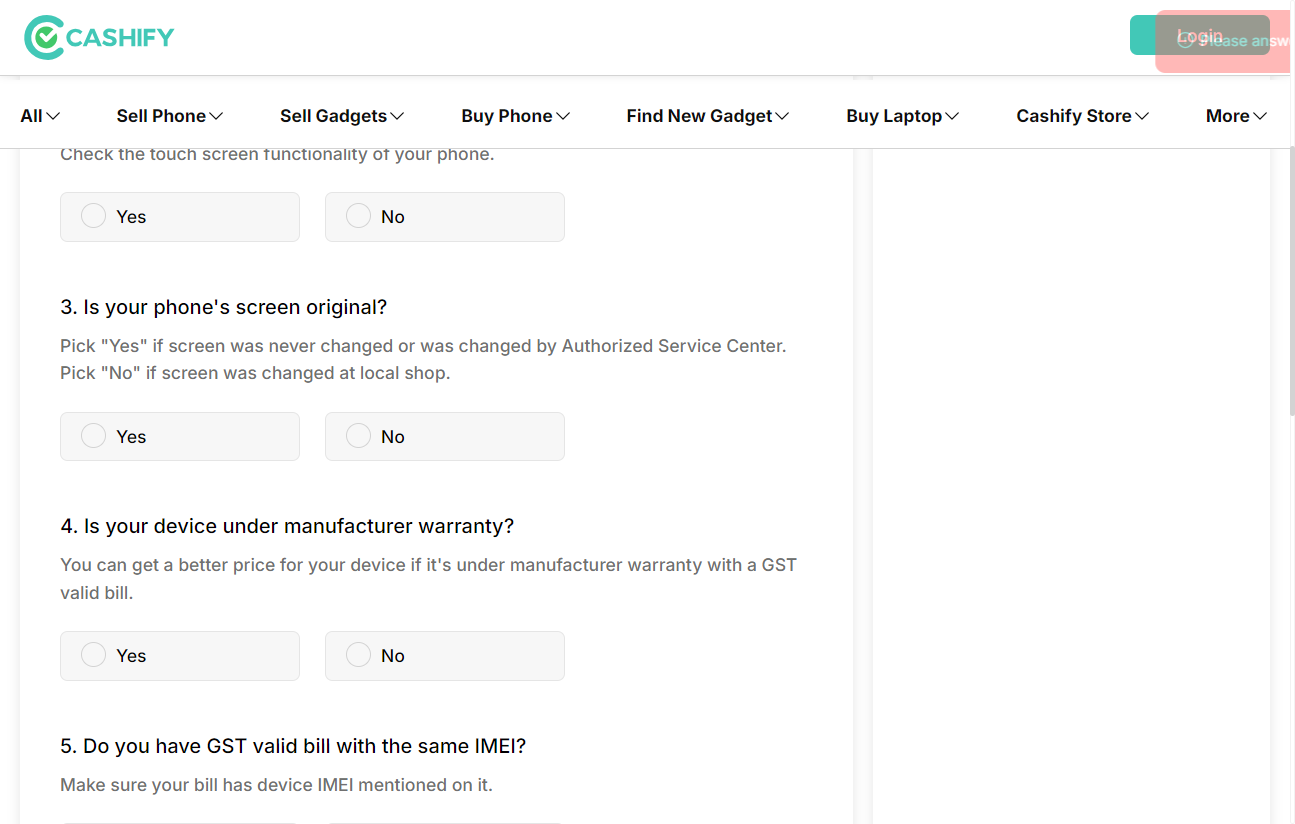 CASHIFY
Login
Please answ
All
Sell Phone
Sell Gadgets
Buy Phone
Find New Gadget
Buy Laptop
Cashify Store
More
Check the touch screen functionality of your phone.
Yes
No
3. Is your phone's screen original?
Pick "Yes" if screen was never changed or was changed by Authorized Service Center.
Pick "No" if screen was changed at local shop.
Yes
No
4. Is your device under manufacturer warranty?
You can get a better price for your device if it's under manufacturer warranty with a GST
valid bill.
Yes
No
5. Do you have GST valid bill with the same IMEI?
Make sure your bill has device IMEI mentioned on it.